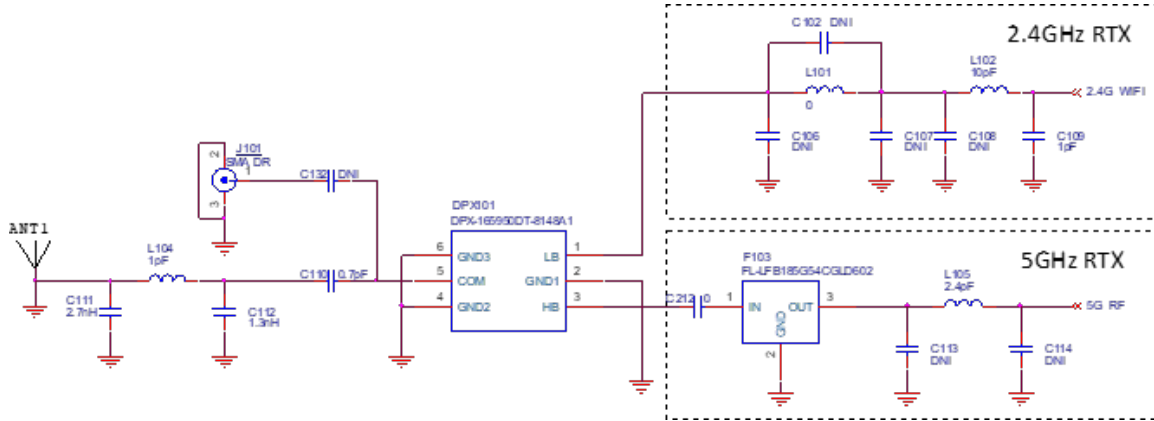 C102 DNI
2.4GHz RTX
L101
0
L102
10pF
2.4G WIFI
C106
DNI
C107
DNI
C108
DNI
C109
1pF
J101
SMA_DR
2
1
3
C132 DNI
DPX101
DPX-165950DT-8148A1
ANT1
L104
1pF
C110 0.7pF
C111
2.7nH
C112
1.3nH
6 GND3 LB 1
5 COM GND1 2
4 GND2 HB 3
5GHz RTX
F103
FL-LFB185G54CGLD602
C212 0
1 IN OUT 3
GND
2
L105
2.4pF
5G RF
C113
DNI
C114
DNI